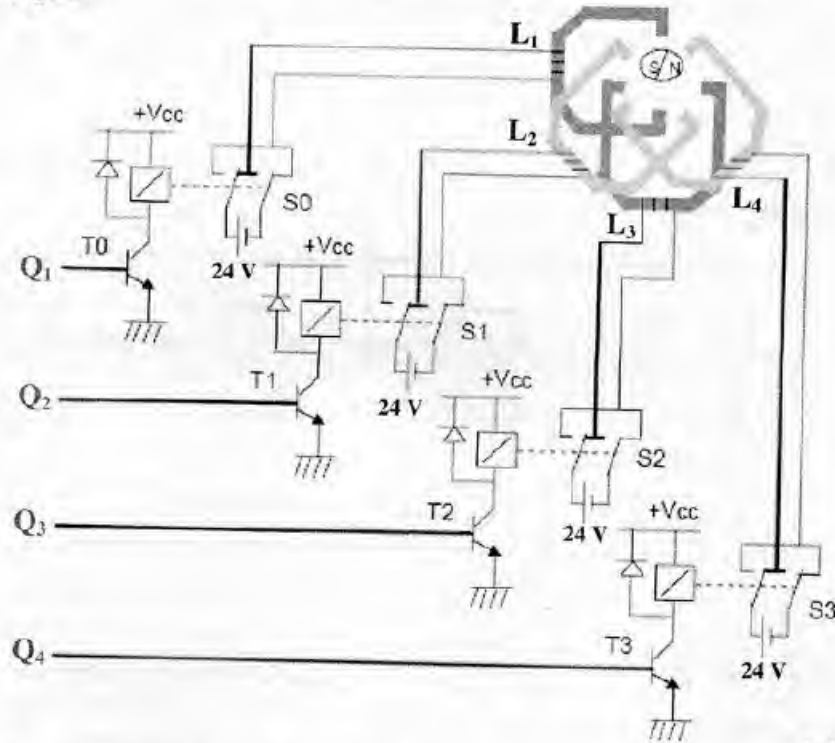 L1
S N
+Vcc
L2
S0
L4
T0
24 V
+Vcc
L3
Q1
S1
T1
24 V
+Vcc
Q2
S2
T2
24 V
+Vcc
Q3
S3
T3
24 V
Q4